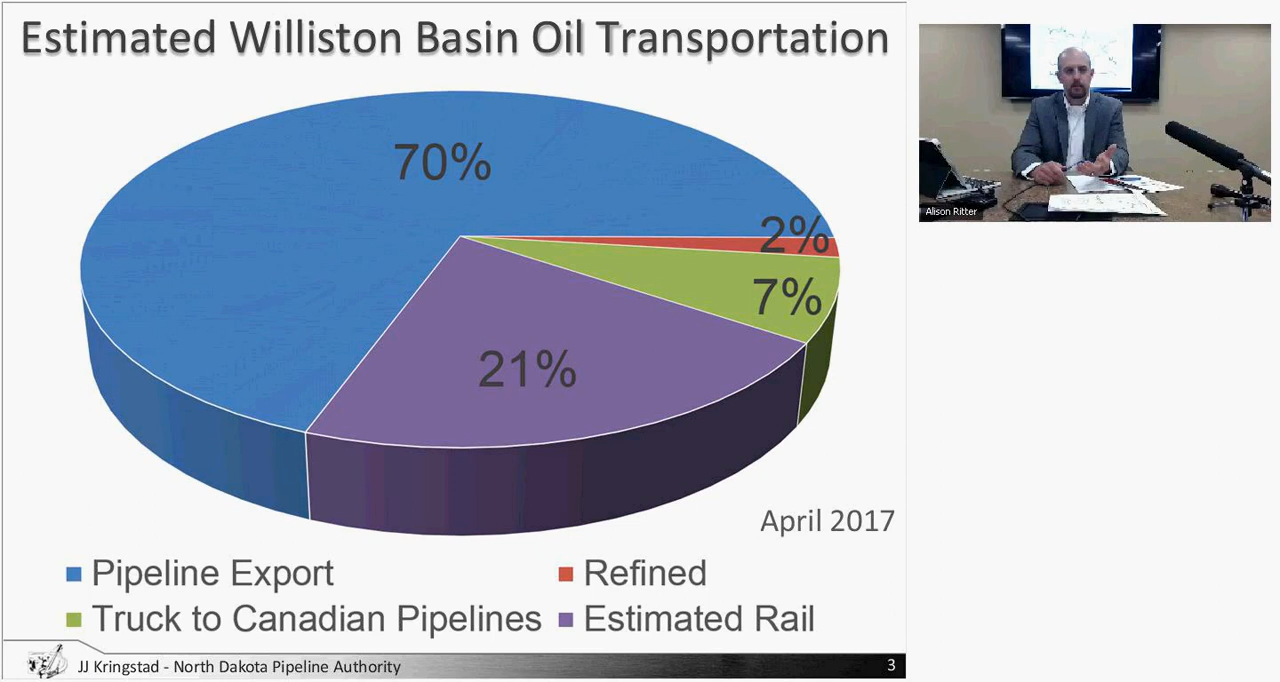 Estimated Williston Basin Oil Transportation
70%
2%
7%
21%
April 2017
Pipeline Export
Refined
Truck to Canadian Pipelines
Estimated Rail
JJ Kringstad - North Dakota Pipeline Authority
3
Alison Ritter